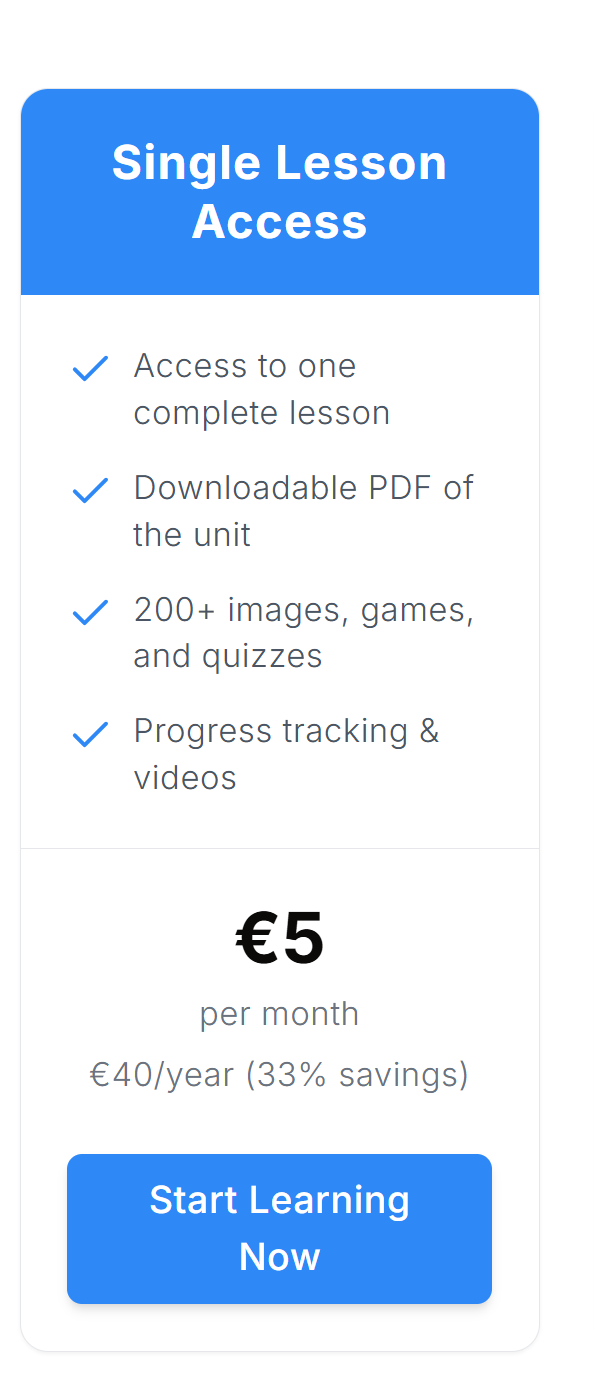 Single Lesson
Access
Access to one
complete lesson
Downloadable PDF of
the unit
200+ images, games,
and quizzes
Progress tracking &
videos
€5
per month
€40/year (33% savings)
Start Learning
Now